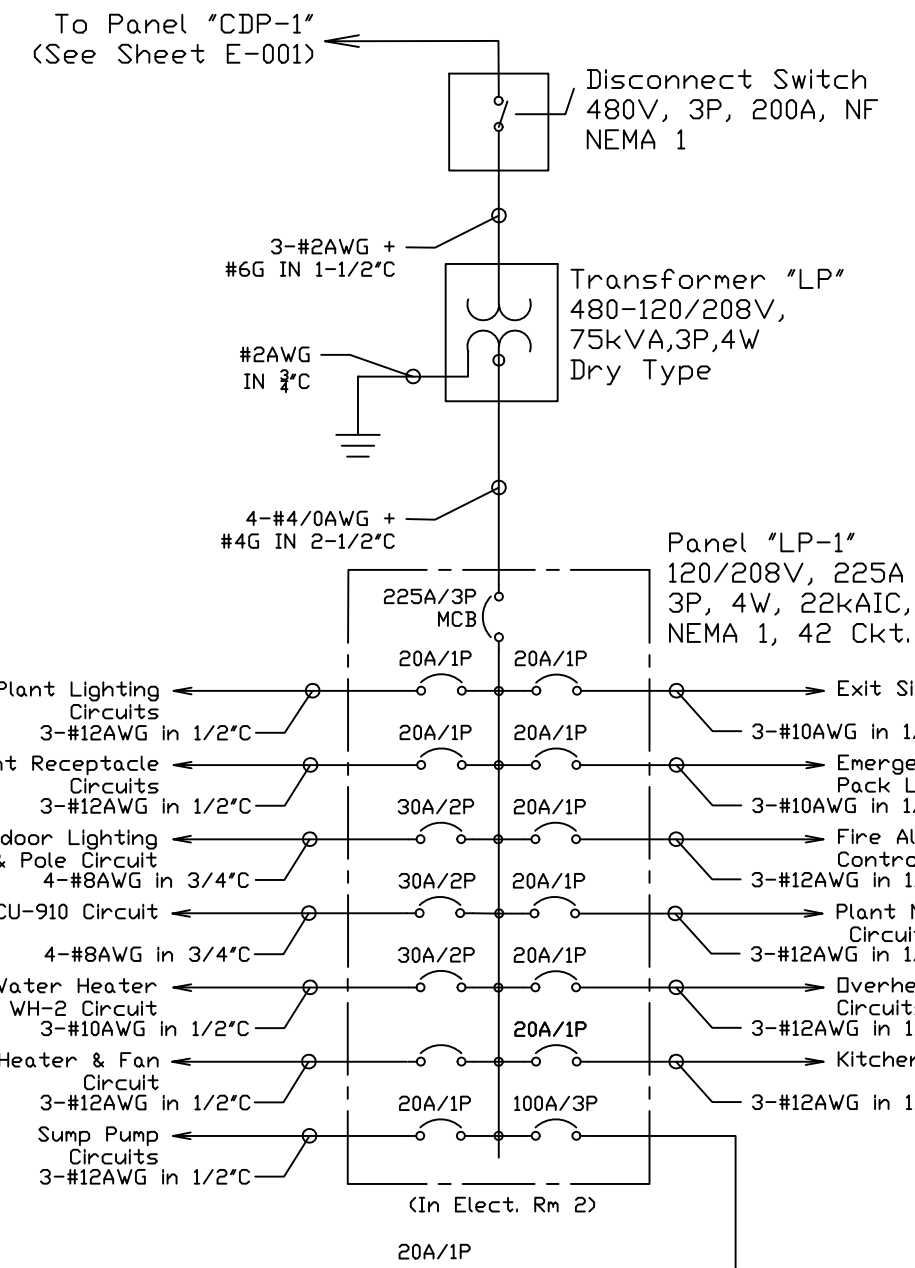 To Panel "CDP-1"
(See Sheet E-001)
Disconnect Switch
480V, 3P, 200A, NF
NEMA 1
3-#2AWG +
#6G IN 1-1/2"C
Transformer "LP"
480-120/208V,
75kVA,3P,4W
Dry Type
#2AWG
IN 3/4"C
4-#4/0AWG +
#4G IN 2-1/2"C
Panel "LP-1"
120/208V, 225A
3P, 4W, 22kAIC,
NEMA 1, 42 Ckt.
225A/3P
MCB
20A/1P
20A/1P
Plant Lighting
Circuits
3-#12AWG in 1/2"C
Exit Si
3-#10AWG in 1/
20A/1P
20A/1P
nt Receptacle
Circuits
3-#12AWG in 1/2"C
Emerge
Pack L
3-#10AWG in 1/
30A/2P
20A/1P
door Lighting
& Pole Circuit
4-#8AWG in 3/4"C
Fire Al
Contro
3-#12AWG in 1/
30A/2P
20A/1P
CU-910 Circuit
4-#8AWG in 3/4"C
Plant
Circui
3-#12AWG in 1/
30A/2P
20A/1P
Water Heater
WH-2 Circuit
3-#10AWG in 1/2"C
Overhe
Circuit
3-#12AWG in 1
20A/1P
Heater & Fan
Circuit
3-#12AWG in 1/2"C
Kitchen
3-#12AWG in 1
20A/1P
100A/3P
Sump Pump
Circuits
3-#12AWG in 1/2"C
(In Elect. Rm 2)
20A/1P